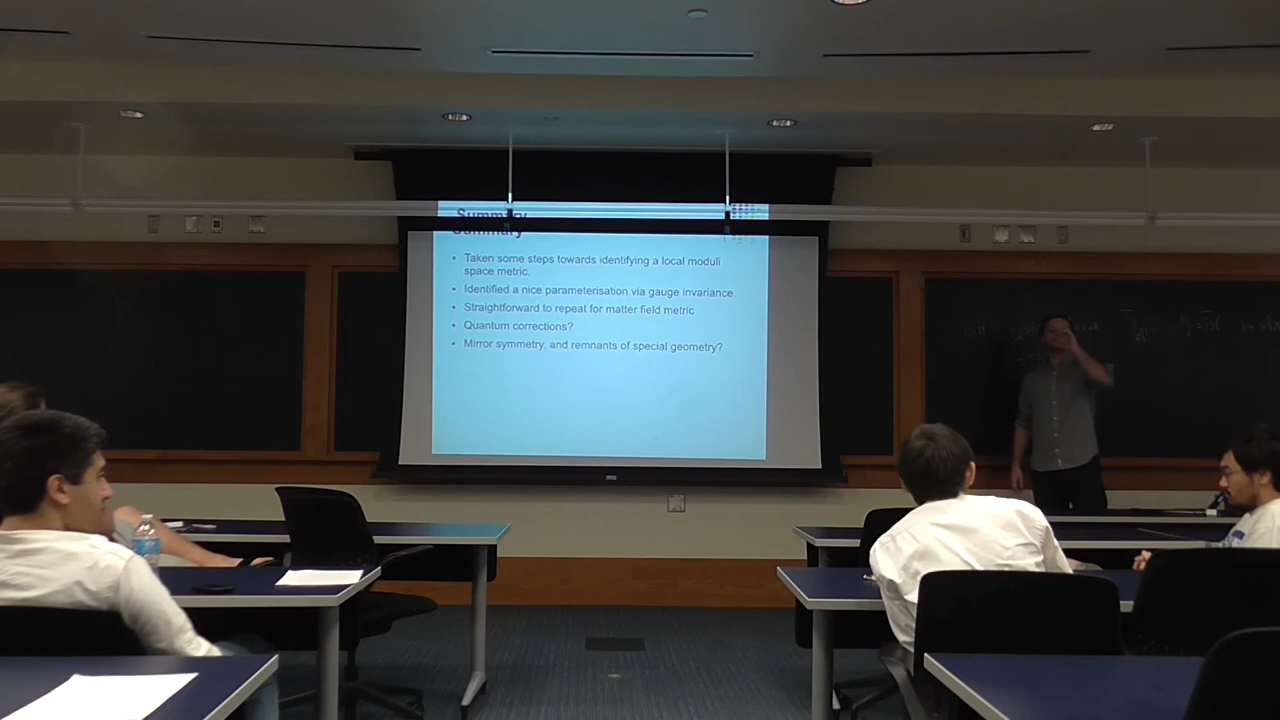 Summary
Summary
• Taken some steps towards identifying a local moduli
space metric.
• Identified a nice parameterisation via gauge invariance.
• Straightforward to repeat for matter field metric
• Quantum corrections?
• Mirror symmetry, and remnants of special geometry?